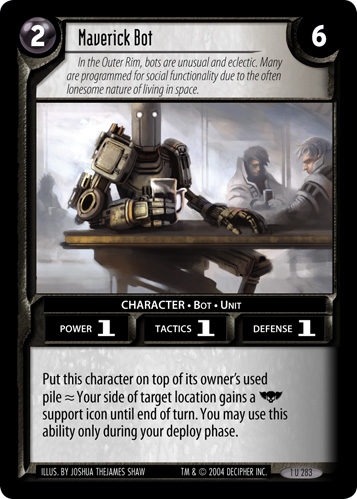 2 Maverick Bot 6
In the Outer Rim, bots are unusual and eclectic. Many
are programmed for social functionality due to the often
lonesome nature of living in space.
CHARACTER • BOT • UNIT
POWER 1 TACTICS 1 DEFENSE 1
Put this character on top of its owner's used
pile ≈ Your side of target location gains a
support icon until end of turn. You may use this
ability only during your deploy phase.
ILLUS. BY JOSHUA THEJAMES SHAW TM & © 2004 DECIPHER INC. 1 U 283